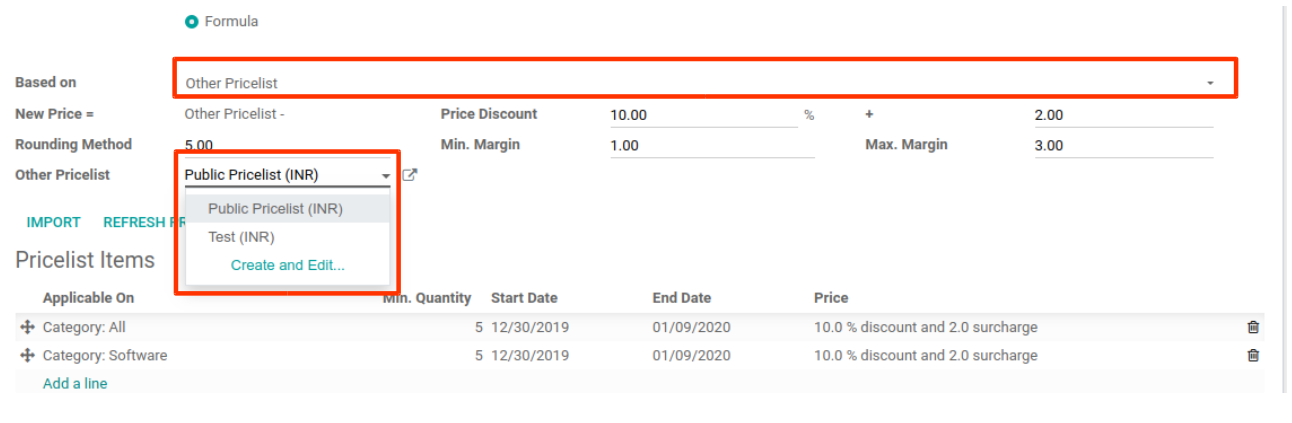 Formula
Based on Other Pricelist
New Price = Other Pricelist - Price Discount 10.00 % + 2.00
Rounding Method 5.00 Min. Margin 1.00 Max. Margin 3.00
Other Pricelist Public Pricelist (INR)
Public Pricelist (INR)
IMPORT REFRESH
Test (INR)
Create and Edit...
Pricelist Items
Applicable On Min. Quantity Start Date End Date Price
Category: All 5 12/30/2019 01/09/2020 10.0 % discount and 2.0 surcharge
Category: Software 5 12/30/2019 01/09/2020 10.0 % discount and 2.0 surcharge
Add a line